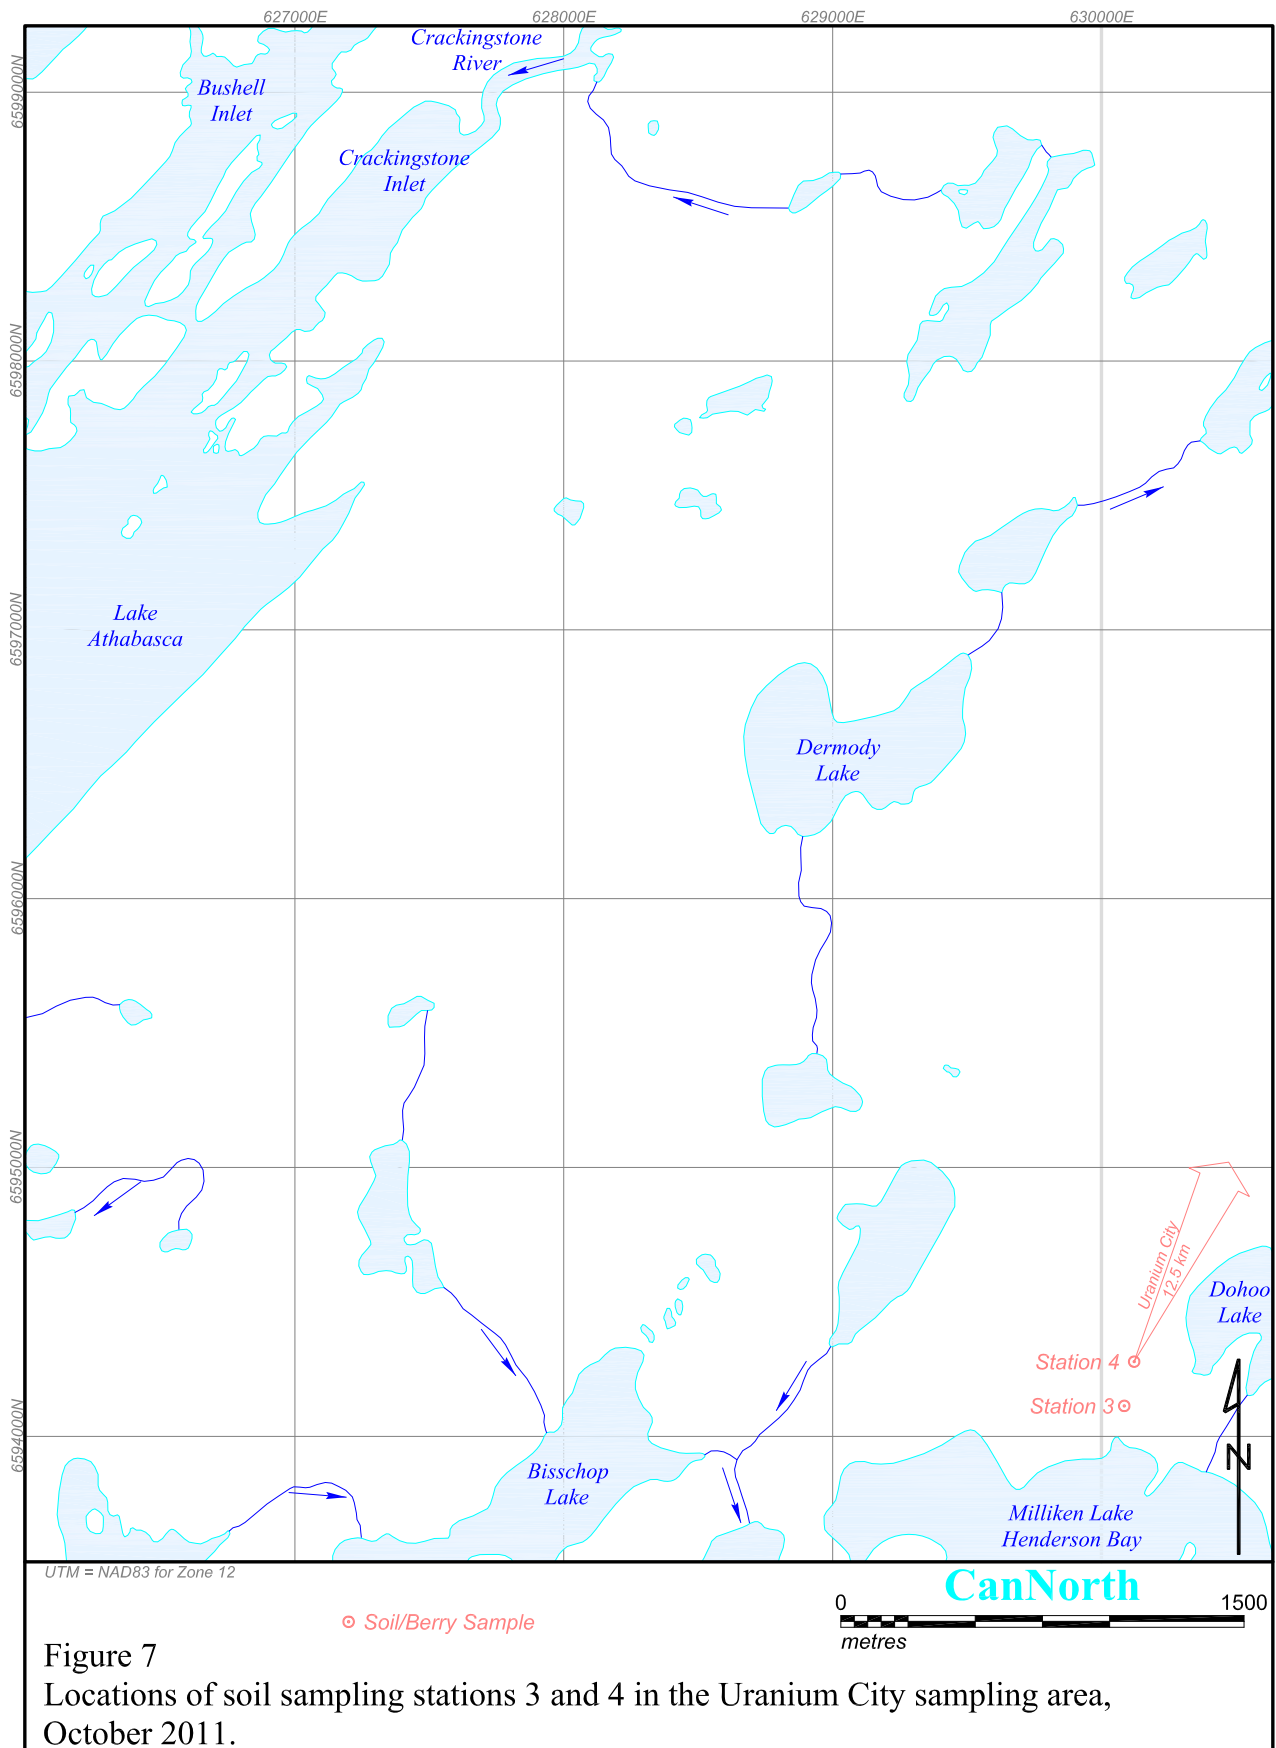 627000E
628000E
629000E
630000E
Crackingstone
River
6599000N
Bushell
Inlet
Crackingstone
Inlet
6598000N
Lake
Athabasca
6597000N
Dermody
Lake
6596000N
6595000N
Uranium City
12.5 km
Dohoo
Lake
Station 4
Station 3
6594000N
Bisschop
Lake
N
Milliken Lake
Henderson Bay
UTM = NAD83 for Zone 12
CanNorth
0
1500
metres
Soil/Berry Sample
Figure 7
Locations of soil sampling stations 3 and 4 in the Uranium City sampling area,
October 2011.